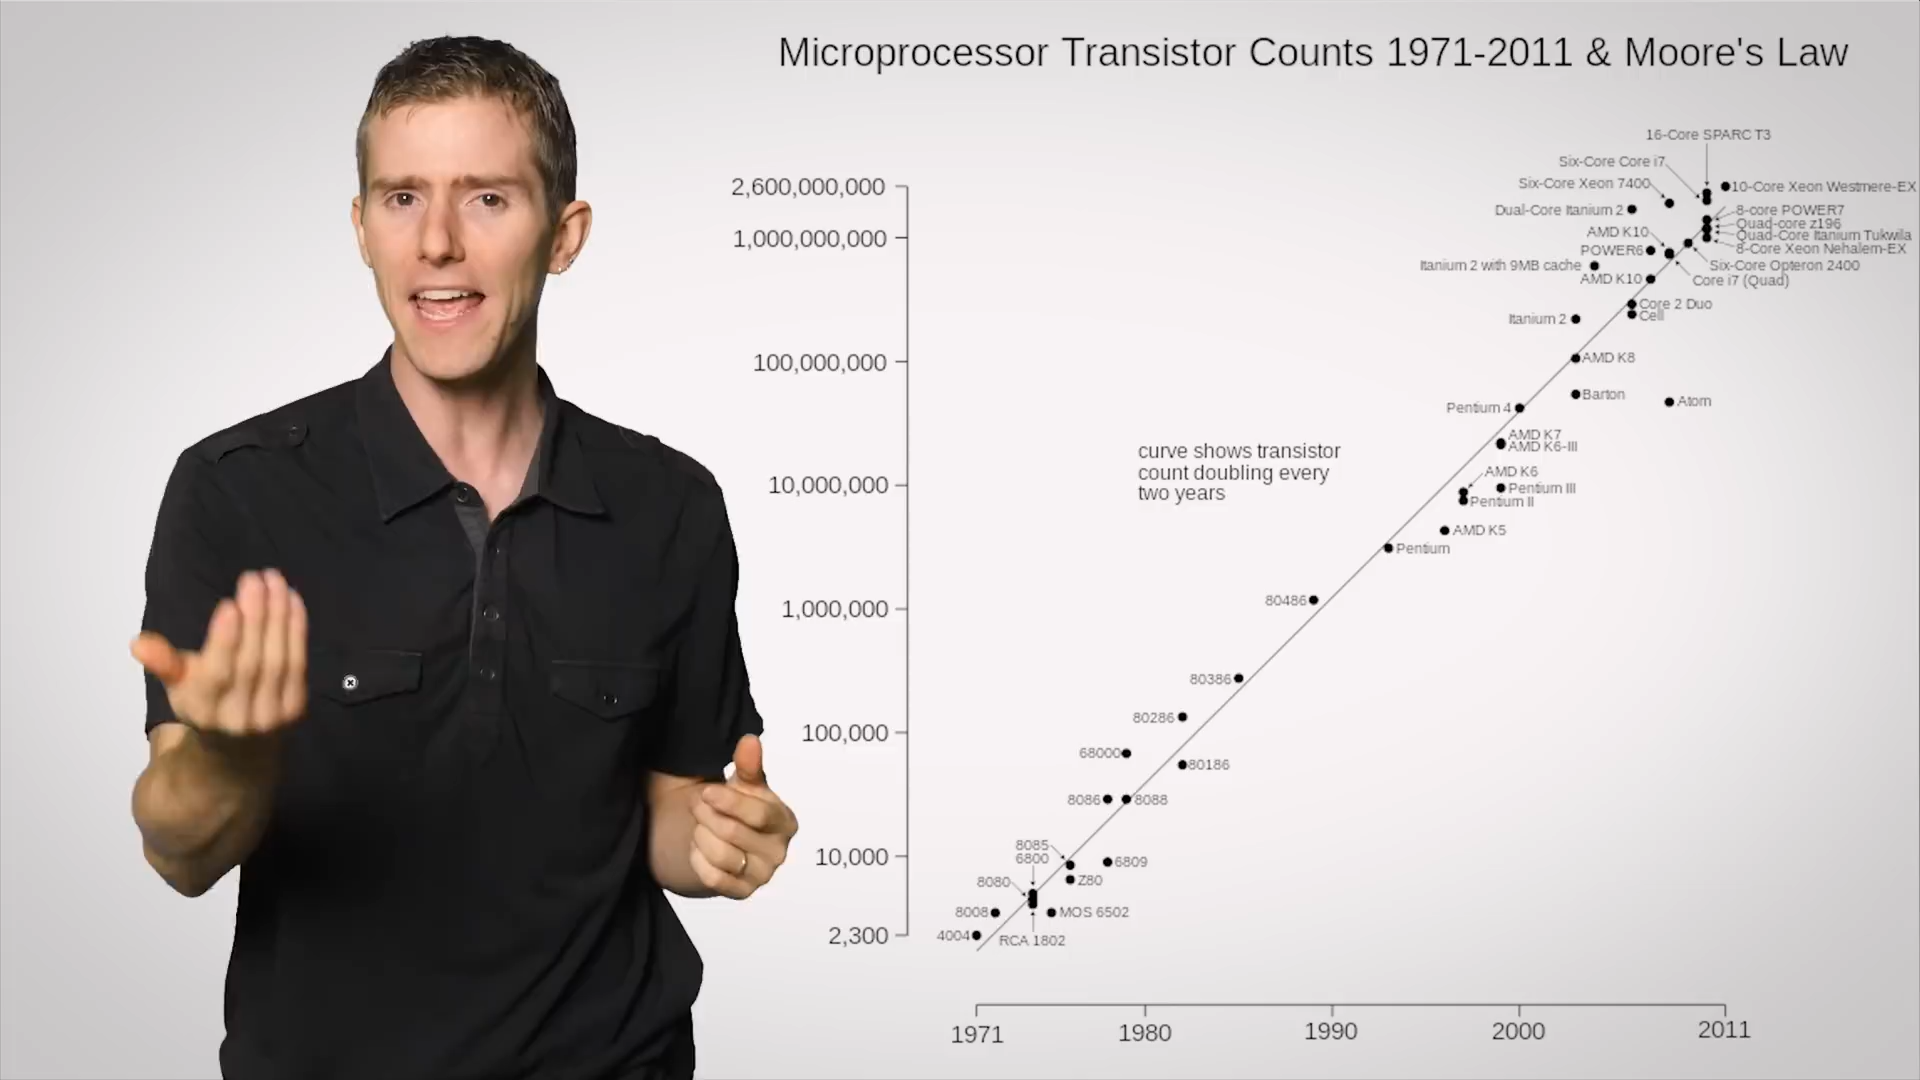 Microprocessor Transistor Counts 1971-2011 & Moore's Law
16-Core SPARC T3
Six-Core Core i7
Six-Core Xeon 7400
10-Core Xeon Westmere-EX
Dual-Core Itanium 2
8-core POWER7
Quad-core z196
AMD K10
Quad-Core Itanium Tukwila
POWER6
8-Core Xeon Nehalem-EX
Itanium 2 with 9MB cache
Six-Core Opteron 2400
AMD K10
Core i7 (Quad)
Core 2 Duo
Itanium 2
Cell
AMD K8
Barton
Atom
Pentium 4
AMD K7
AMD K6-III
curve shows transistor
count doubling every
two years
AMD K6
Pentium III
Pentium II
AMD K5
Pentium
80486
80386
80286
68000
80186
8086
8088
8085
6800
6809
8080
Z80
8008
MOS 6502
4004
RCA 1802
2,600,000,000
1,000,000,000
100,000,000
10,000,000
1,000,000
100,000
10,000
2,300
1971
1980
1990
2000
2011